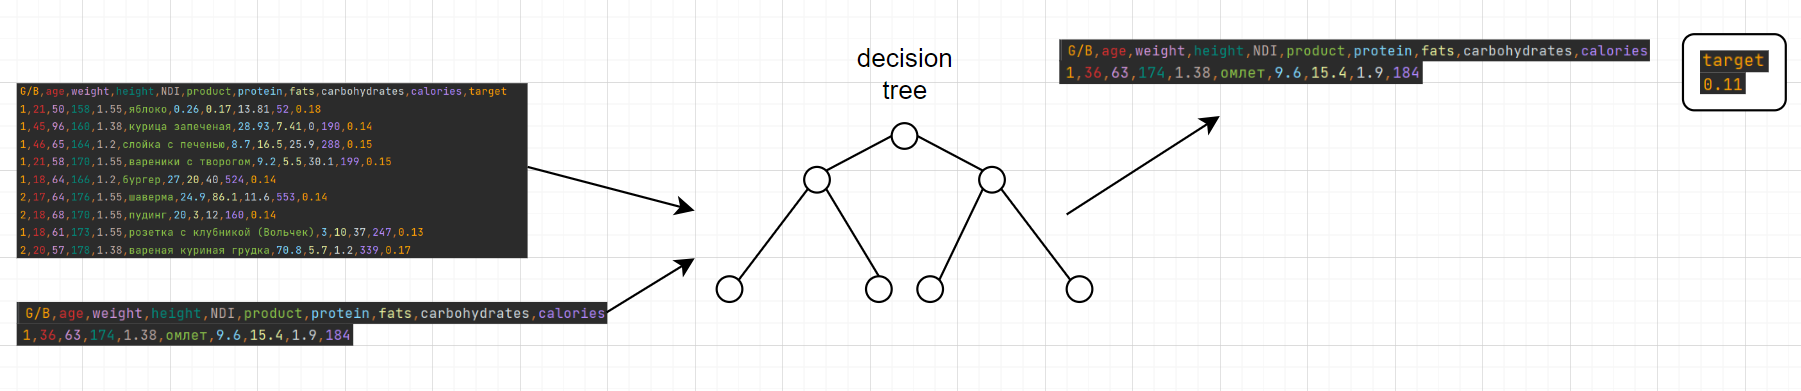 G/B,age,weight,height,NDI,product,protein,fats,carbohydrates,calories,target
1,21,50,158,1.55,яблоко,0.26,0.17,13.81,52,0.18
1,45,96,160,1.38,курица запеченая,28.93,7.41,0,190,0.14
1,46,65,164,1.2,слойка с печенью,8.7,16.5,25.9,288,0.15
1,21,58,170,1.55,вареники с творогом,9.2,5.5,30.1,199,0.15
1,18,64,166,1.2,бургер,27,20,40,524,0.14
2,17,64,176,1.55,шаверма,24.9,86.1,11.6,553,0.14
2,18,68,170,1.55,пудинг,20,3,12,160,0.14
1,18,61,173,1.55,розетка с клубникой (Вольчек),3,10,37,247,0.13
2,20,57,178,1.38,вареная куриная грудка,70.8,5.7,1.2,339,0.17
G/B,age,weight,height,NDI,product,protein,fats,carbohydrates,calories
1,36,63,174,1.38,омлет,9.6,15.4,1.9,184
decision
tree
G/B,age,weight,height,NDI,product,protein,fats,carbohydrates,calories
1,36,63,174,1.38,омлет,9.6,15.4,1.9,184
target
0.11